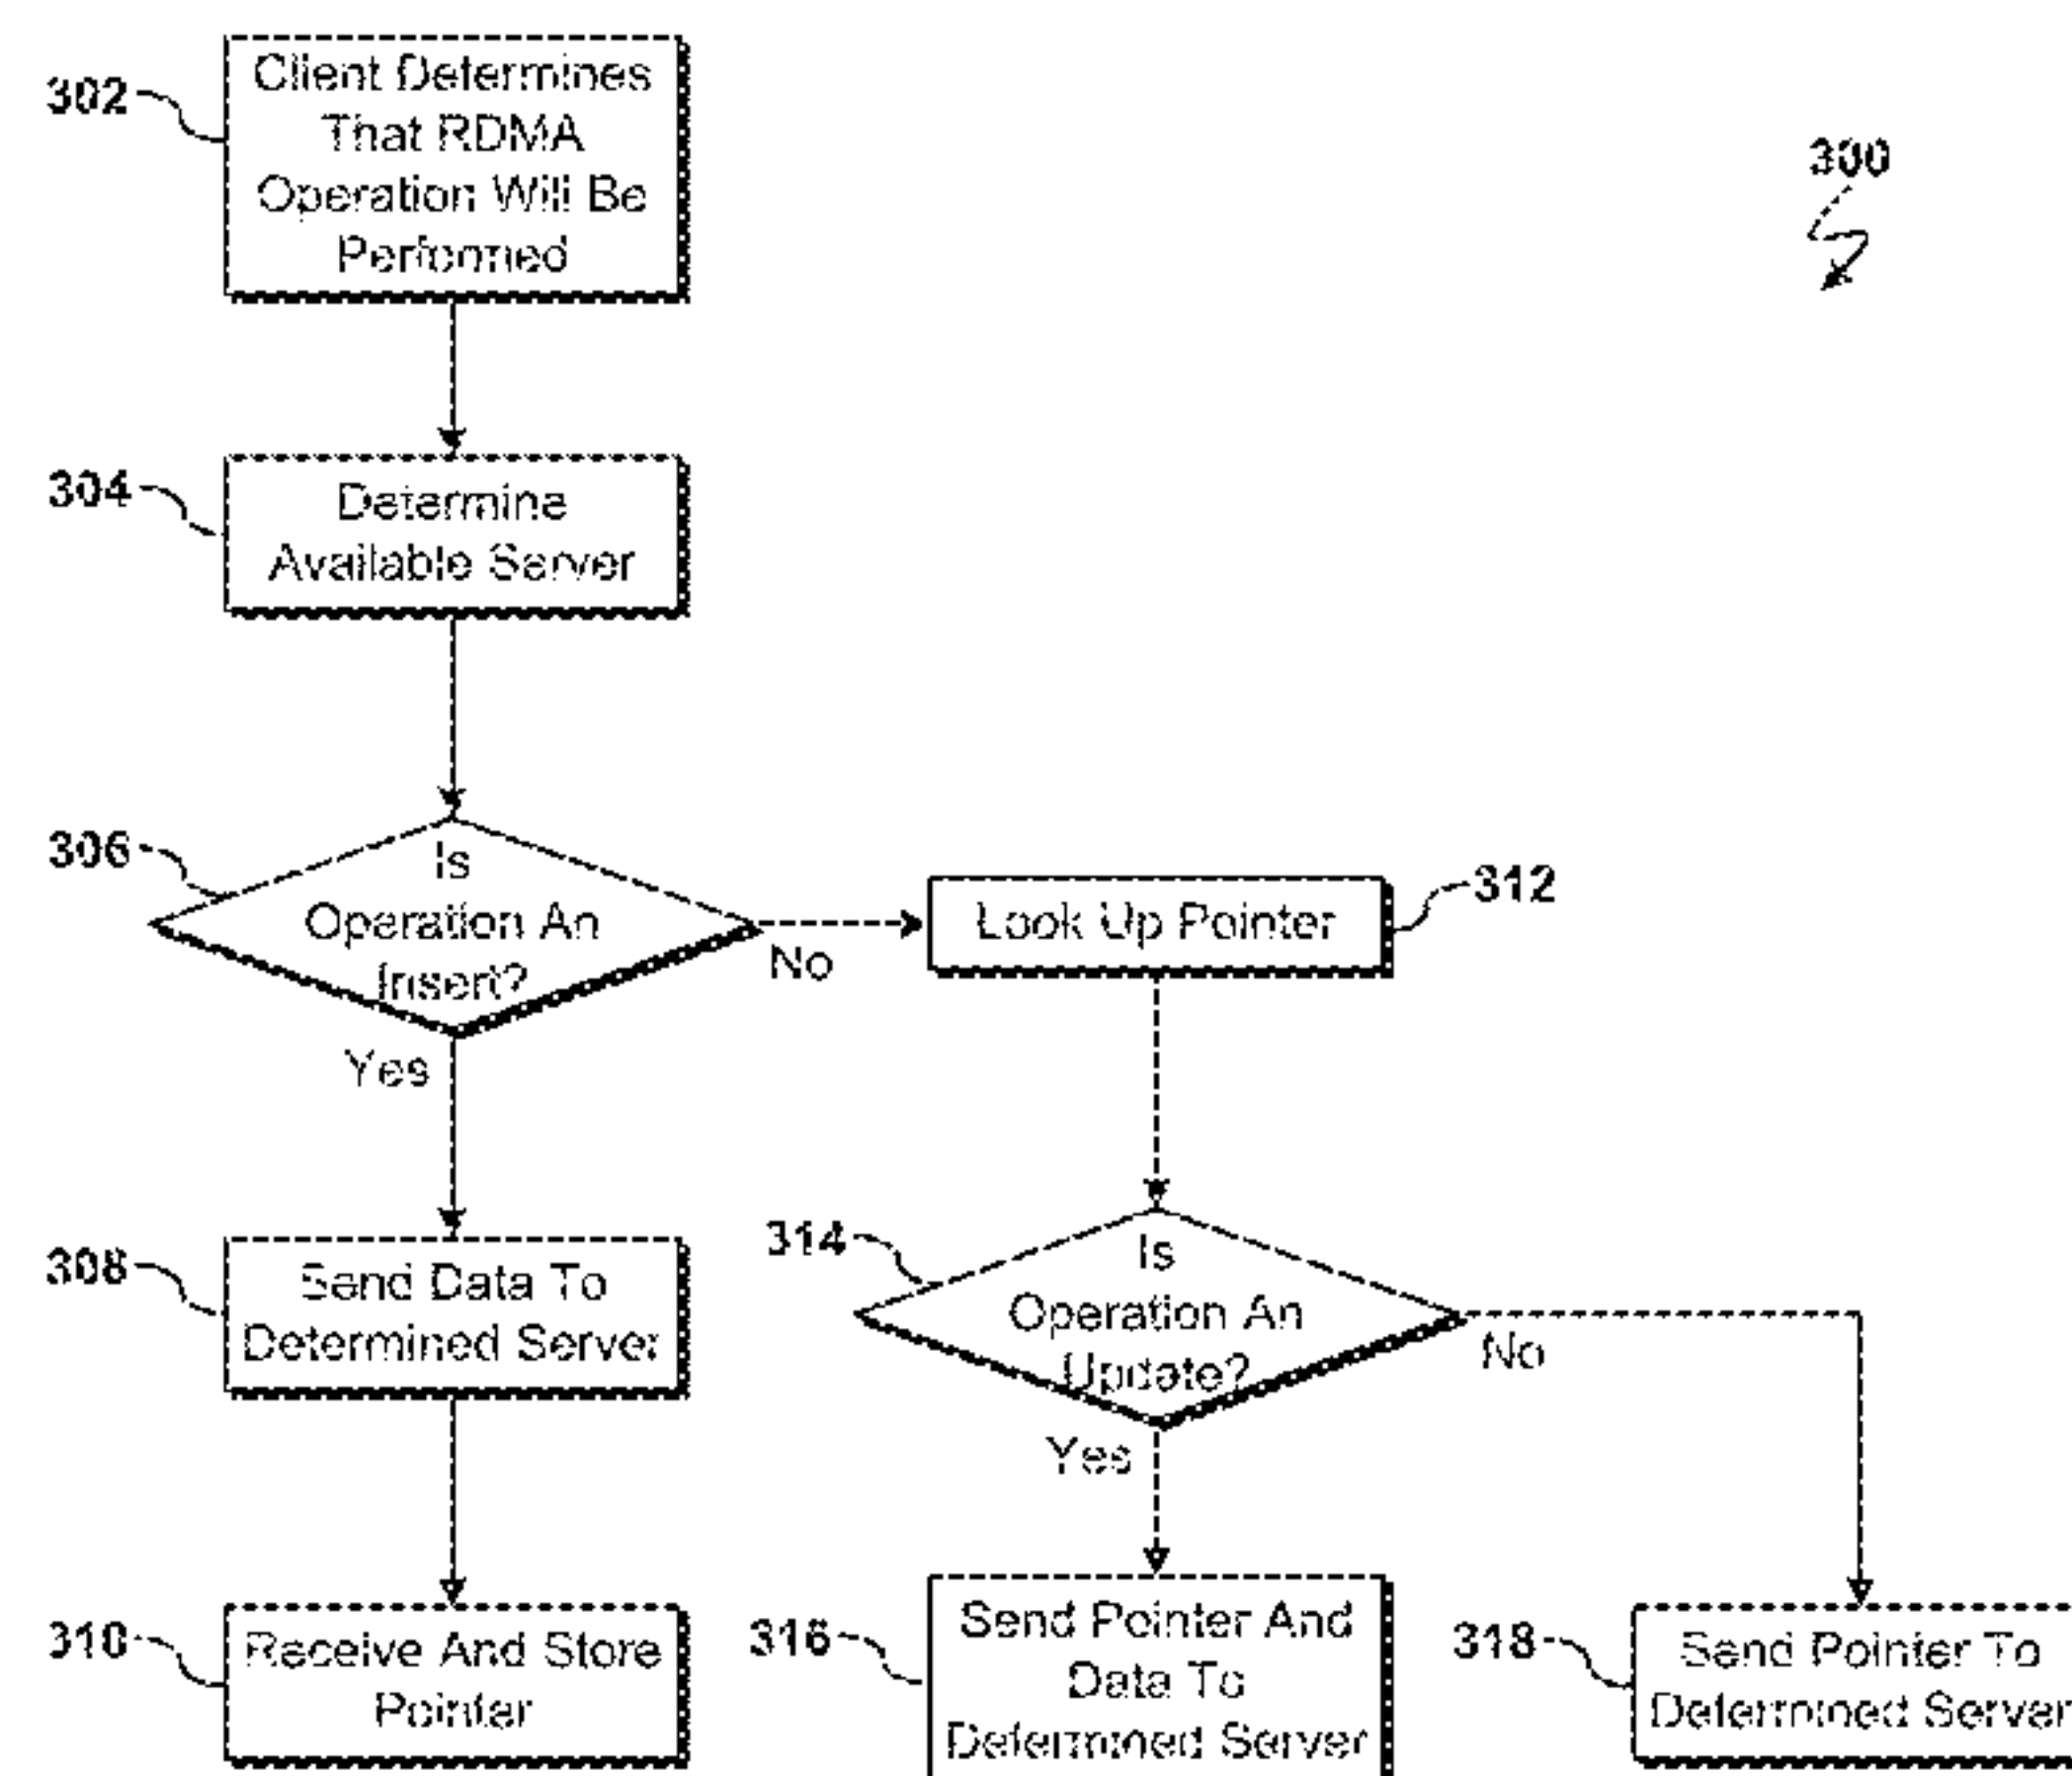 302
Client Determines
That RDMA
Operation Will Be
Performed
300
304
Determine
Available Server
306
Is
Operation An
Insert?
No
Yes
Look Up Pointer
312
308
Send Data To
Determined Server
314
Is
Operation An
Update?
No
Yes
310
Receive And Store
Pointer
316
Send Pointer And
Data To
Determined Server
318
Send Pointer To
Determined Server